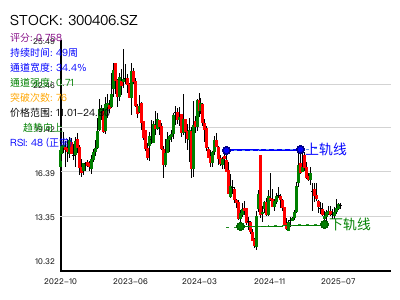 STOCK: 300406.SZ
评分: 0.758
持续时间: 49周
通道宽度: 34.4%
通道强度: 0.71
突破次数: 76
价格范围: 11.01-24.
趋势向上
RSI: 48 (正
上轨线
16.39
13.35
下轨线
10.32
2022-10
2023-06
2024-03
2024-11
2025-07